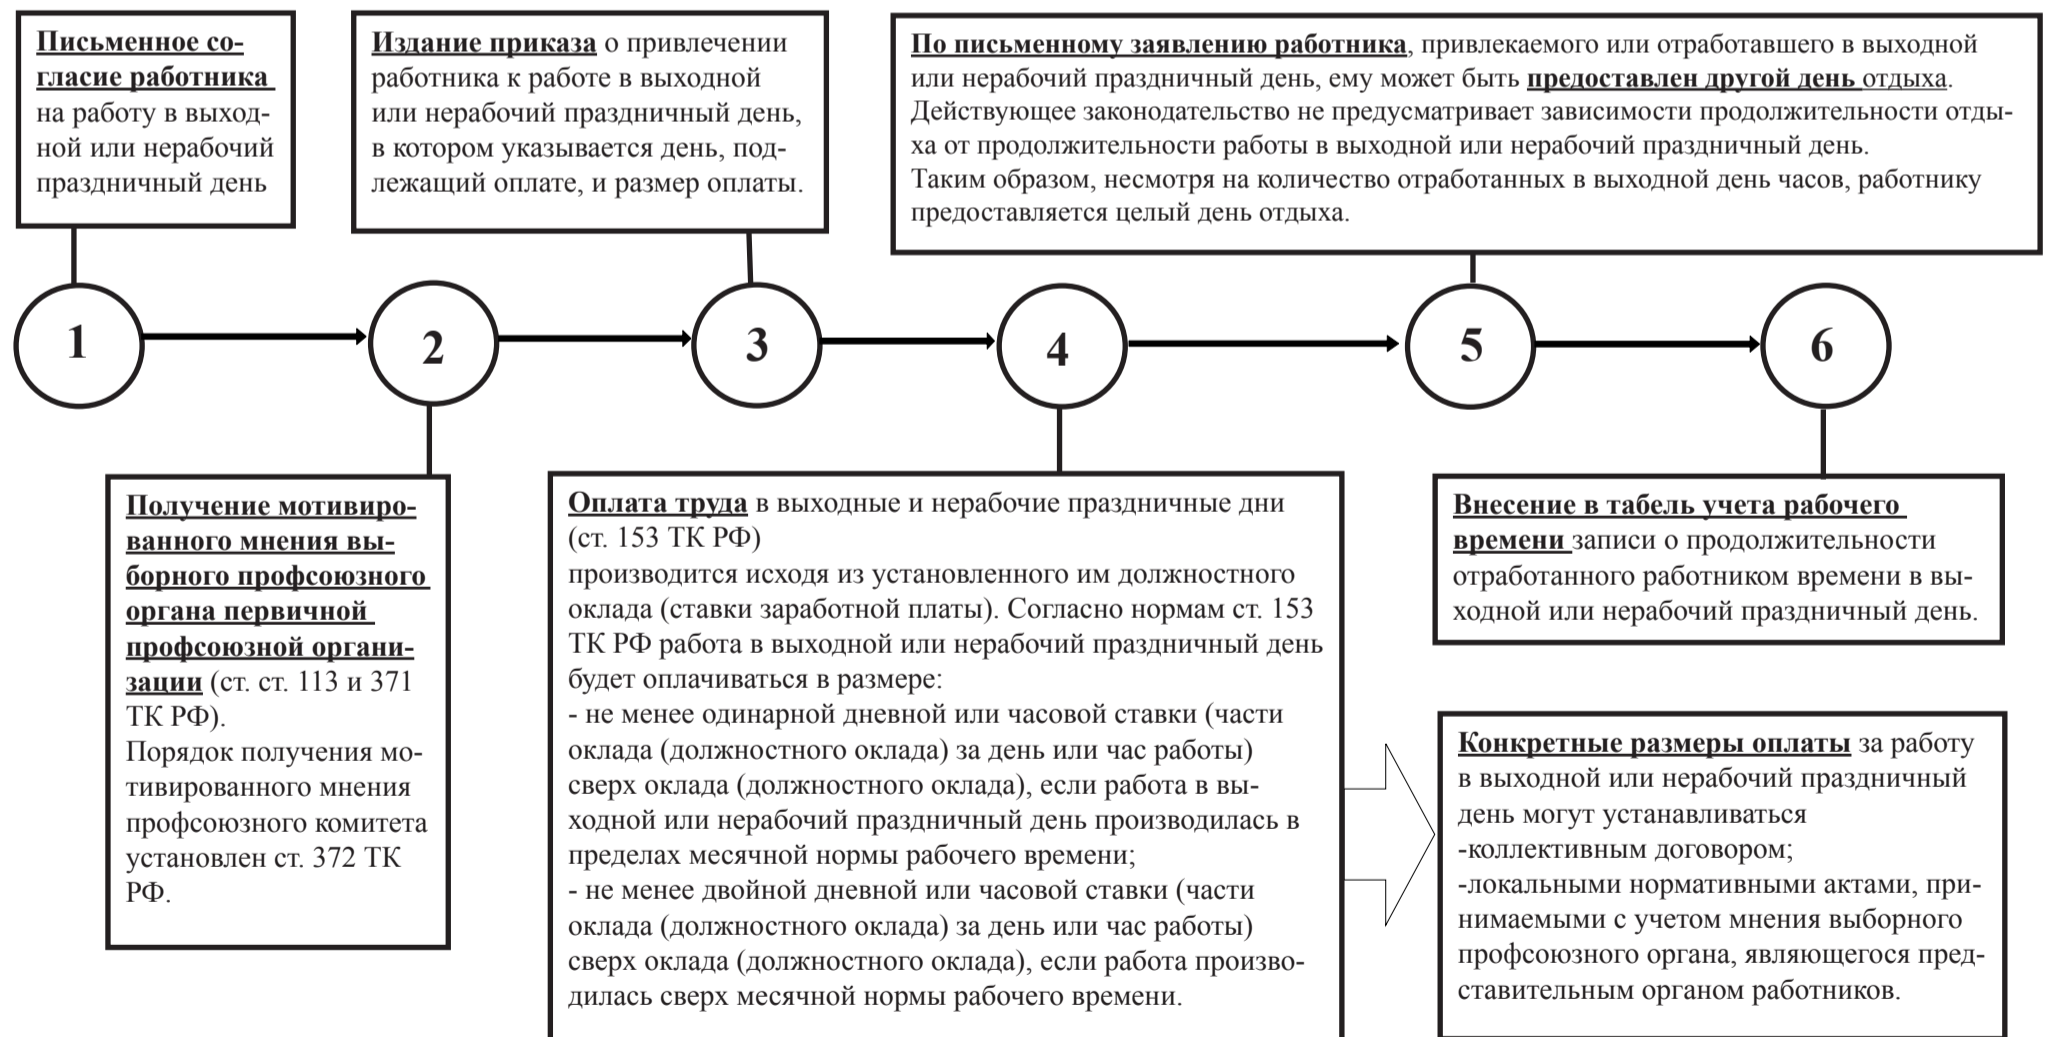 Письменное со-
гласие работника
на работу в выход-
ной или нерабочий
праздничный день
Издание приказа о привлечении
работника к работе в выходной
или нерабочий праздничный день,
в котором указывается день, под-
лежащий оплате, и размер оплаты.
По письменному заявлению работника, привлекаемого или отработавшего в выходной
или нерабочий праздничный день, ему может быть предоставлен другой день отдыха.
Действующее законодательство не предусматривает зависимости продолжительности отды-
ха от продолжительности работы в выходной или нерабочий праздничный день.
Таким образом, несмотря на количество отработанных в выходной день часов, работнику
предоставляется целый день отдыха.
1
2
3
4
5
6
Получение мотивиро-
ванного мнения вы-
борного профсоюзного
органа первичной
профсоюзной органи-
зации (ст. ст. 113 и 371
ТК РФ).
Порядок получения мо-
тивированного мнения
профсоюзного комитета
установлен ст. 372 ТК
РФ.
Оплата труда в выходные и нерабочие праздничные дни
(ст. 153 ТК РФ)
производится исходя из установленного им должностного
оклада (ставки заработной платы). Согласно нормам ст. 153
ТК РФ работа в выходной или нерабочий праздничный день
будет оплачиваться в размере:
- не менее одинарной дневной или часовой ставки (части
оклада (должностного оклада) за день или час работы)
сверх оклада (должностного оклада), если работа в вы-
ходной или нерабочий праздничный день производилась в
пределах месячной нормы рабочего времени;
- не менее двойной дневной или часовой ставки (части
оклада (должностного оклада) за день или час работы)
сверх оклада (должностного оклада), если работа произво-
дилась сверх месячной нормы рабочего времени.
Внесение в табель учета рабочего
времени записи о продолжительности
отработанного работником времени в вы-
ходной или нерабочий праздничный день.
Конкретные размеры оплаты за работу
в выходной или нерабочий праздничный
день могут устанавливаться
-коллективным договором;
-локальными нормативными актами, при-
нимаемыми с учетом мнения выборного
профсоюзного органа, являющегося пред-
ставительным органом работников.